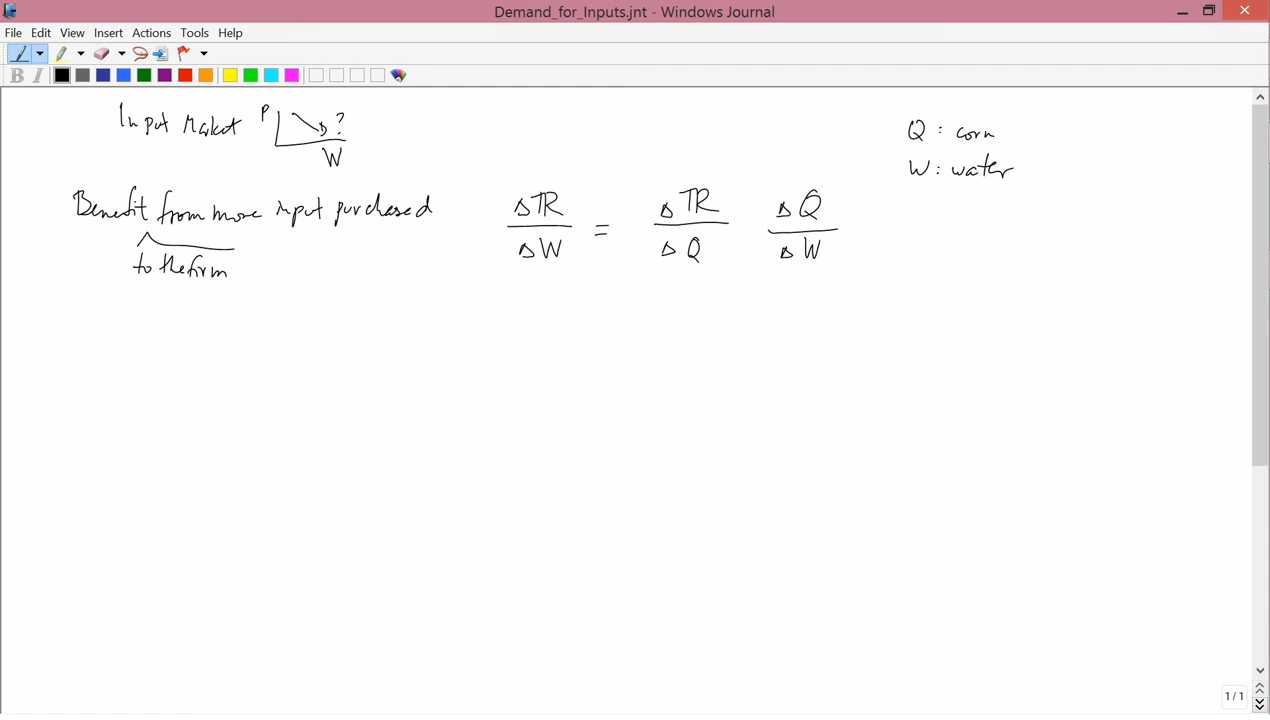 Demand_for_Inputs.jnt - Windows Journal
File Edit View Insert Actions Tools Help
B I
Input Market P D ?
W
Q : corn
W : water
Benefit from more input purchased
to the firm
ΔTR / ΔW = ΔTR / ΔQ ΔQ / ΔW
1 / 1